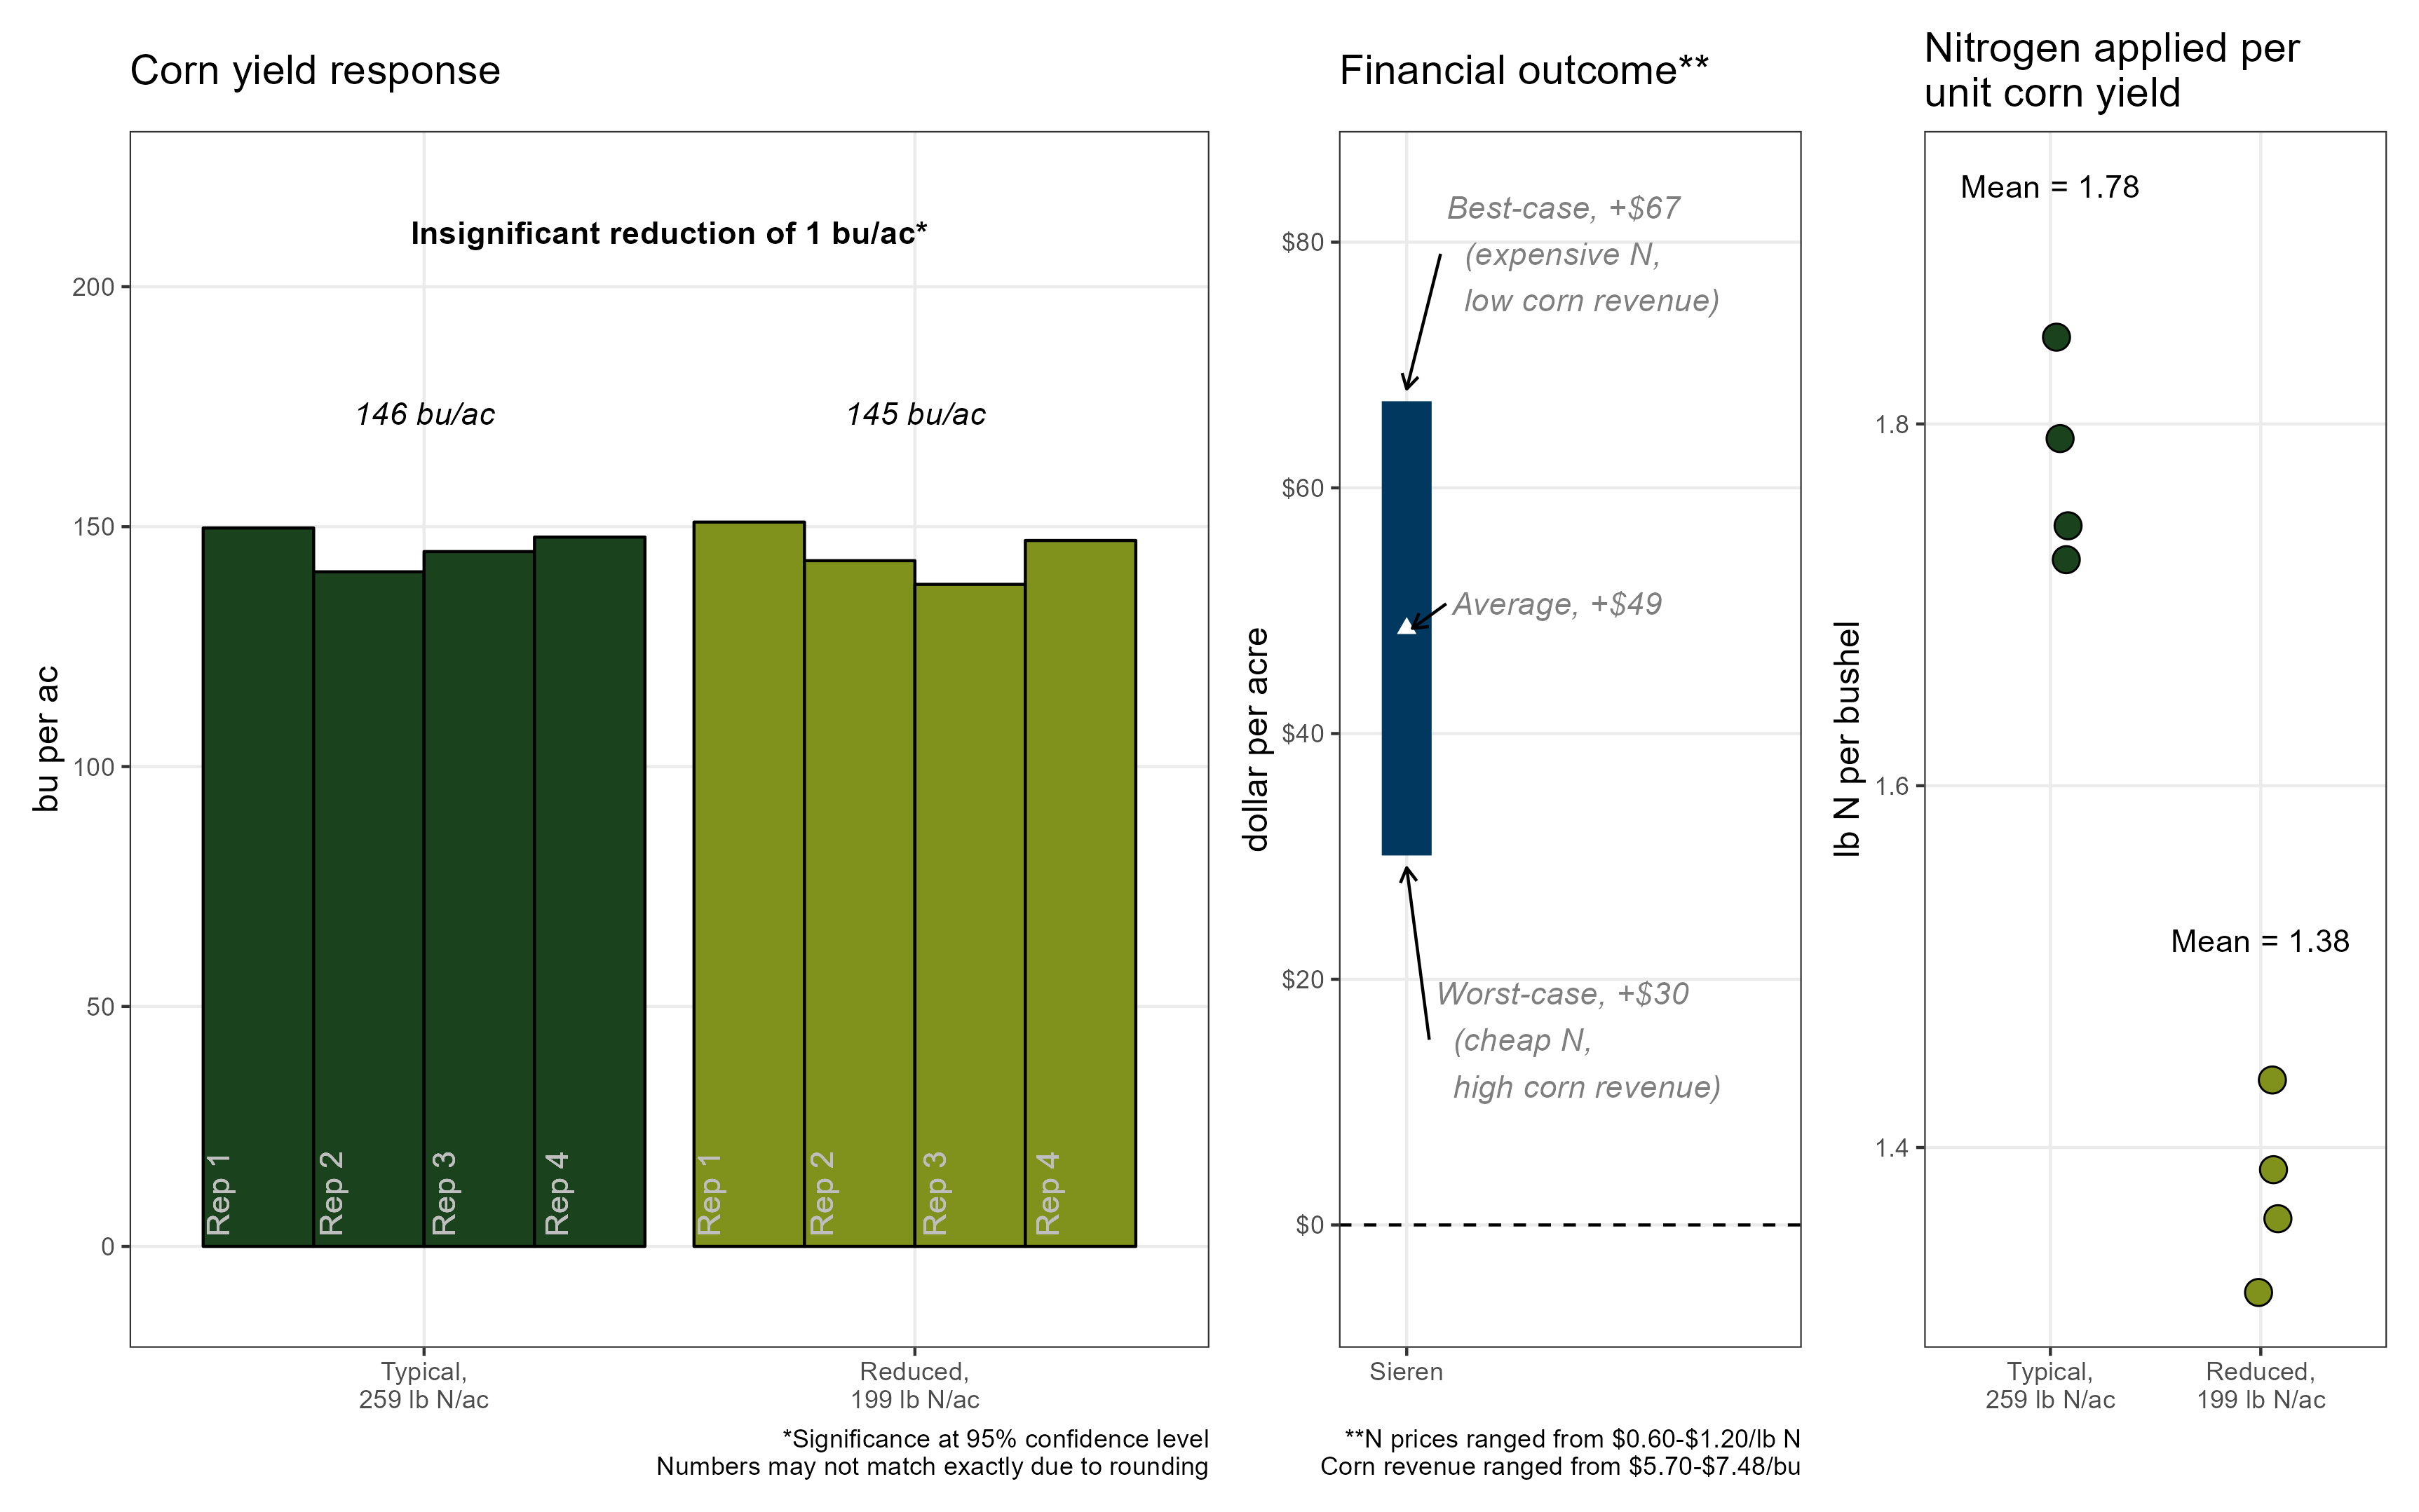 Corn yield response
bu per ac
200
150
100
50
0
Insignificant reduction of 1 bu/ac*
146 bu/ac
145 bu/ac
Rep 1
Rep 2
Rep 3
Rep 4
Rep 1
Rep 2
Rep 3
Rep 4
Typical,
259 lb N/ac
Reduced,
199 lb N/ac
*Significance at 95% confidence level
Numbers may not match exactly due to rounding
Financial outcome**
dollar per acre
$80
$60
$40
$20
$0
Best-case, +$67
(expensive N,
low corn revenue)
Average, +$49
Worst-case, +$30
(cheap N,
high corn revenue)
Sieren
**N prices ranged from $0.60-$1.20/lb N
Corn revenue ranged from $5.70-$7.48/bu
Nitrogen applied per
unit corn yield
lb N per bushel
1.8
1.6
1.4
Mean = 1.78
Mean = 1.38
Typical,
259 lb N/ac
Reduced,
199 lb N/ac